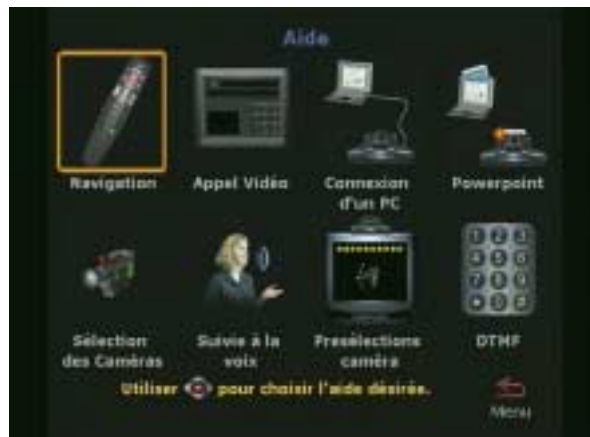 Aide
Navigation
Appel Vidéo
Connexion
d'un PC
Powerpoint
Sélection
des Caméras
Suivie à la
voix
Presélections
caméra
DTMF
Utiliser pour choisir l'aide désirée.
Menu